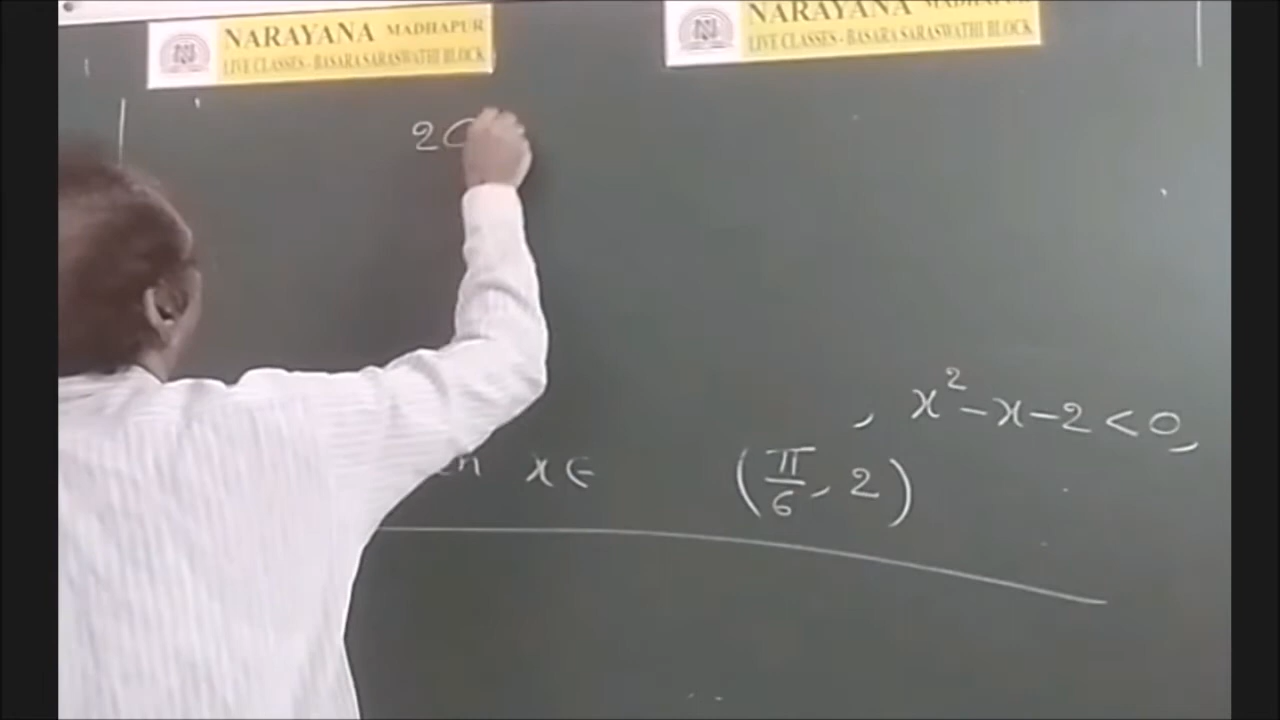 NARAYANA MADHAPUR
LIVE CLASSES - BASARA SARASWATHI BLOCK
NARAYANA MADHAPUR
LIVE CLASSES - BASARA SARASWATHI BLOCK
2C
, x² - x - 2 < 0,
x ∈ (π/6, 2)